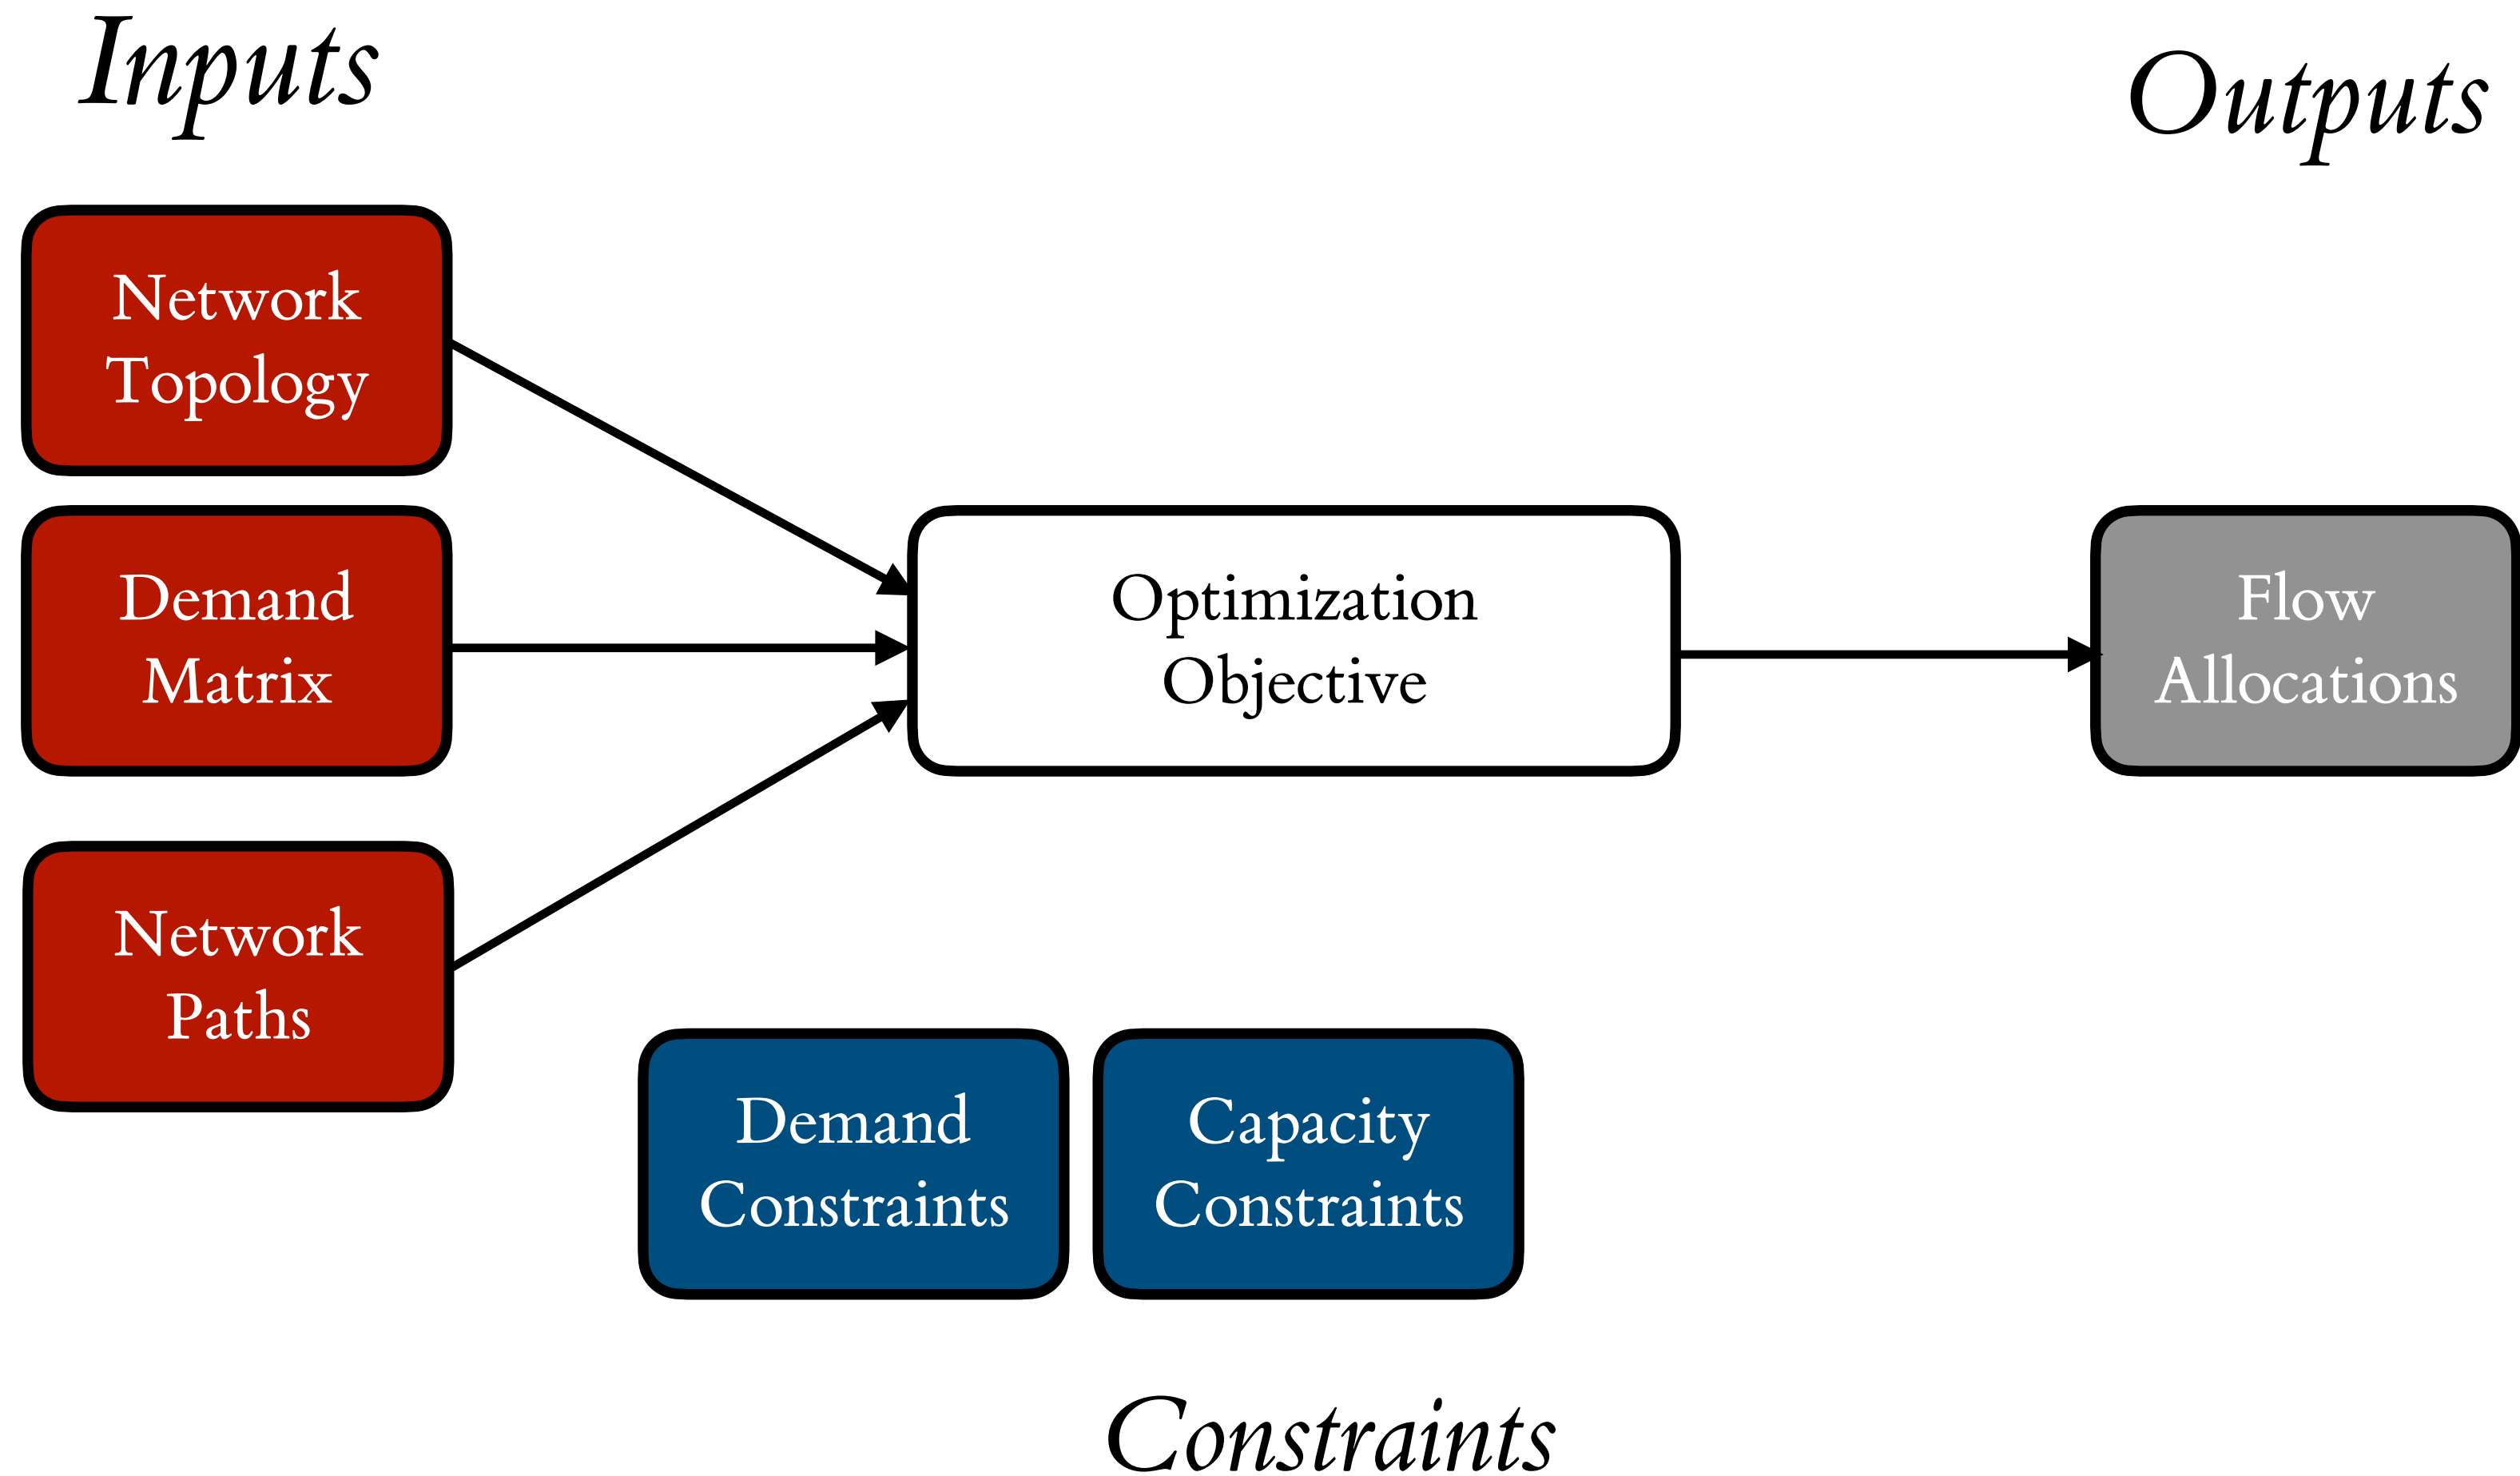 Inputs
Outputs
Network
Topology
Demand
Matrix
Optimization
Objective
Flow
Allocations
Network
Paths
Demand
Constraints
Capacity
Constraints
Constraints